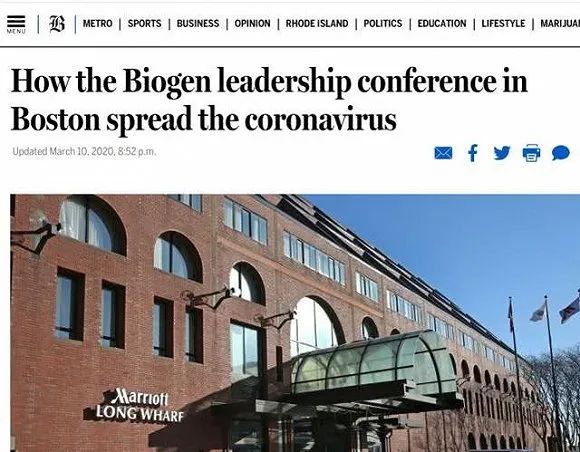 MENU
B METRO SPORTS BUSINESS OPINION RHODE ISLAND POLITICS EDUCATION LIFESTYLE MARIJUA
How the Biogen leadership conference in
Boston spread the coronavirus
Updated March 10, 2020, 8:52 p.m.
Marriott
LONG WHARF